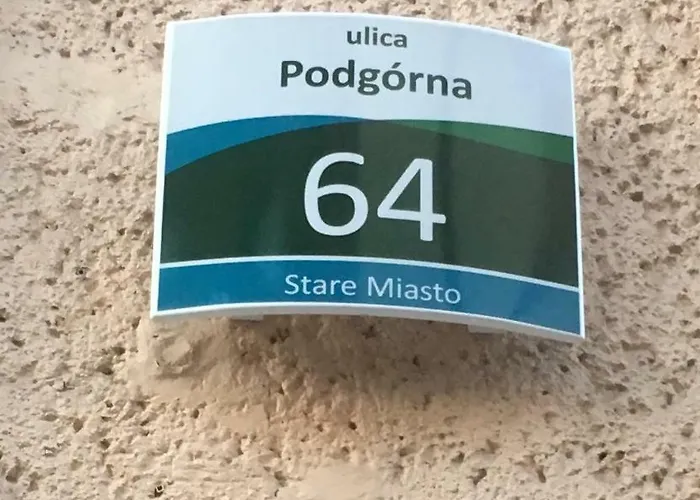 ulica
Podgórna
64
Stare Miasto